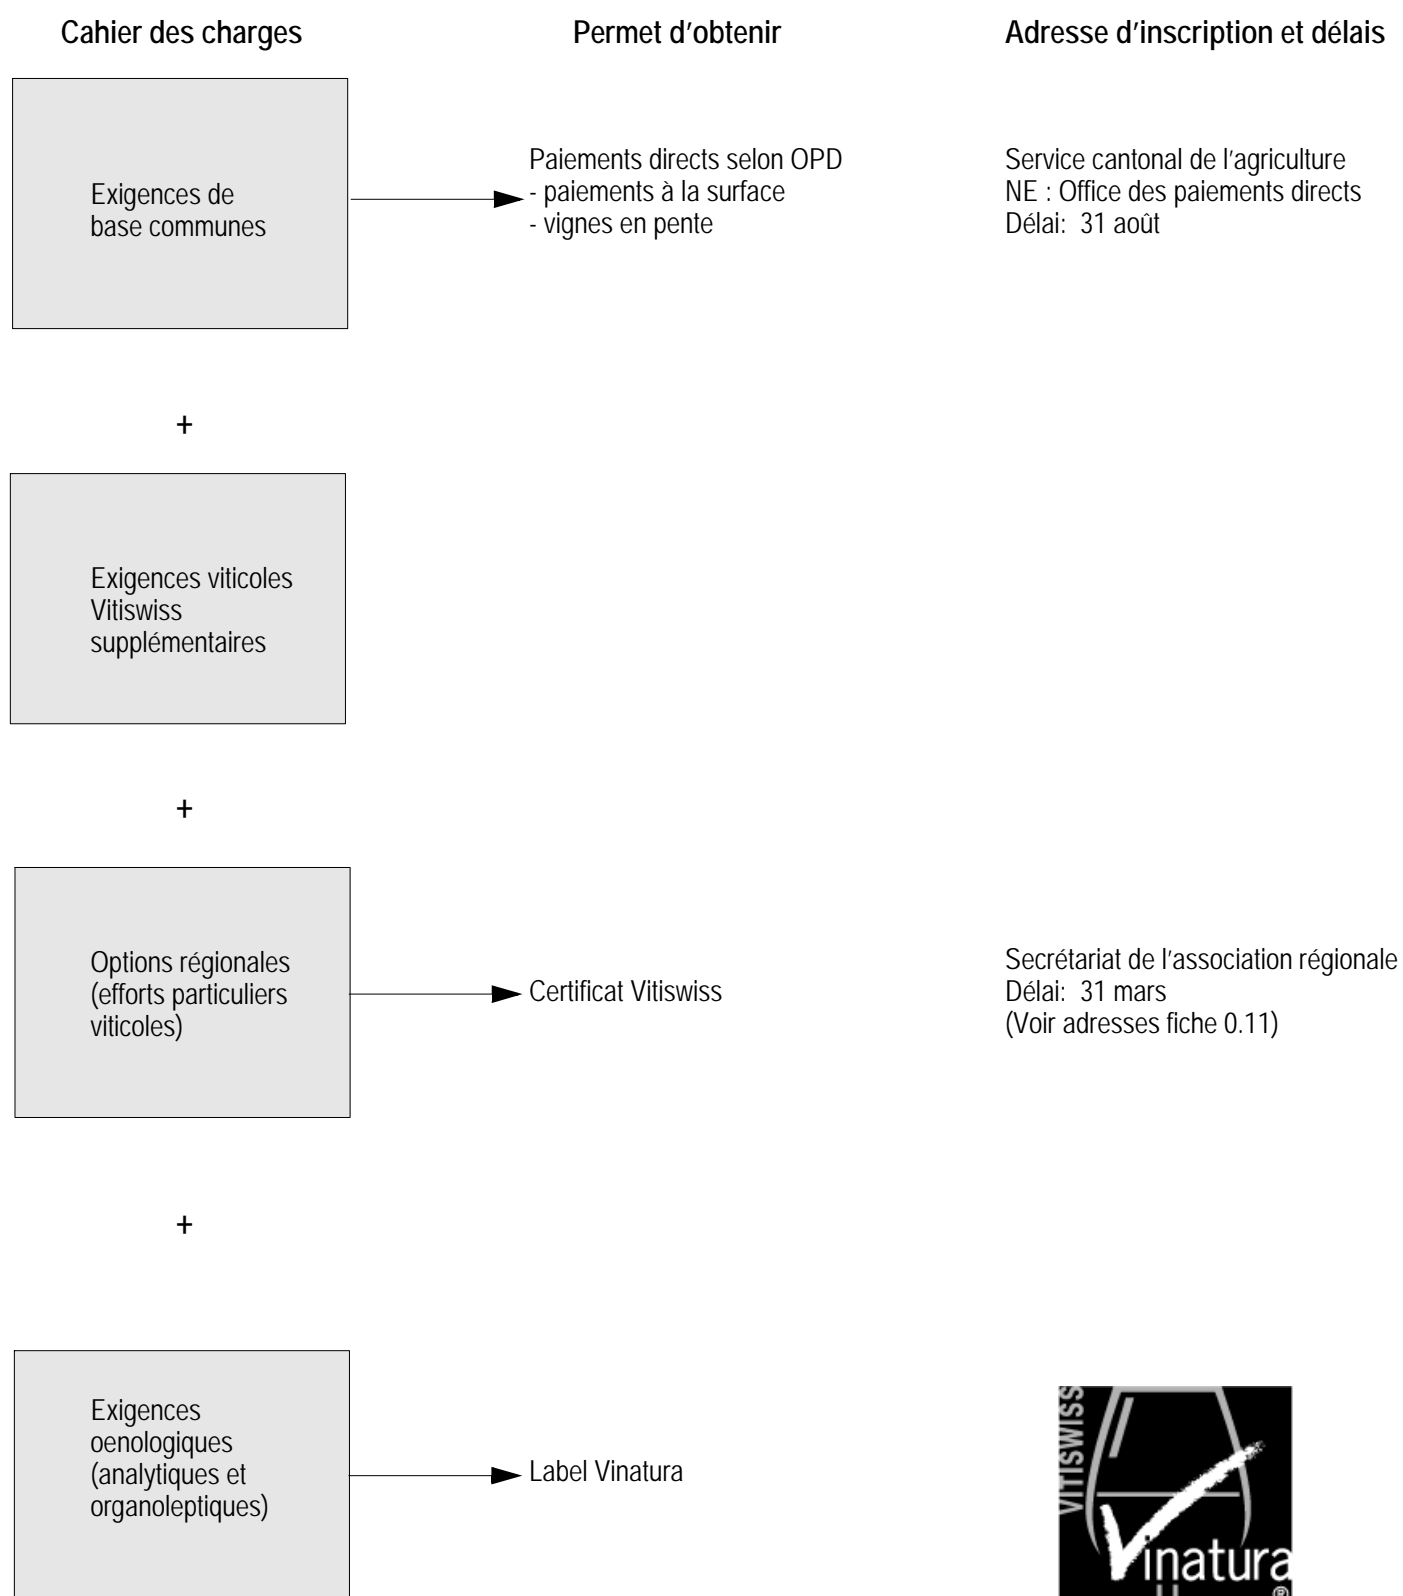 Cahier des charges
Permet d'obtenir
Adresse d'inscription et délais
Exigences de
base communes
Paiements directs selon OPD
- paiements à la surface
- vignes en pente
Service cantonal de l'agriculture
NE : Office des paiements directs
Délai: 31 août
+
Exigences viticoles
Vitiswiss
supplémentaires
+
Options régionales
(efforts particuliers
viticoles)
Certificat Vitiswiss
Secrétariat de l'association régionale
Délai: 31 mars
(Voir adresses fiche 0.11)
+
Exigences
oenologiques
(analytiques et
organoleptiques)
Label Vinatura
VITISWISS
Vinatura
®